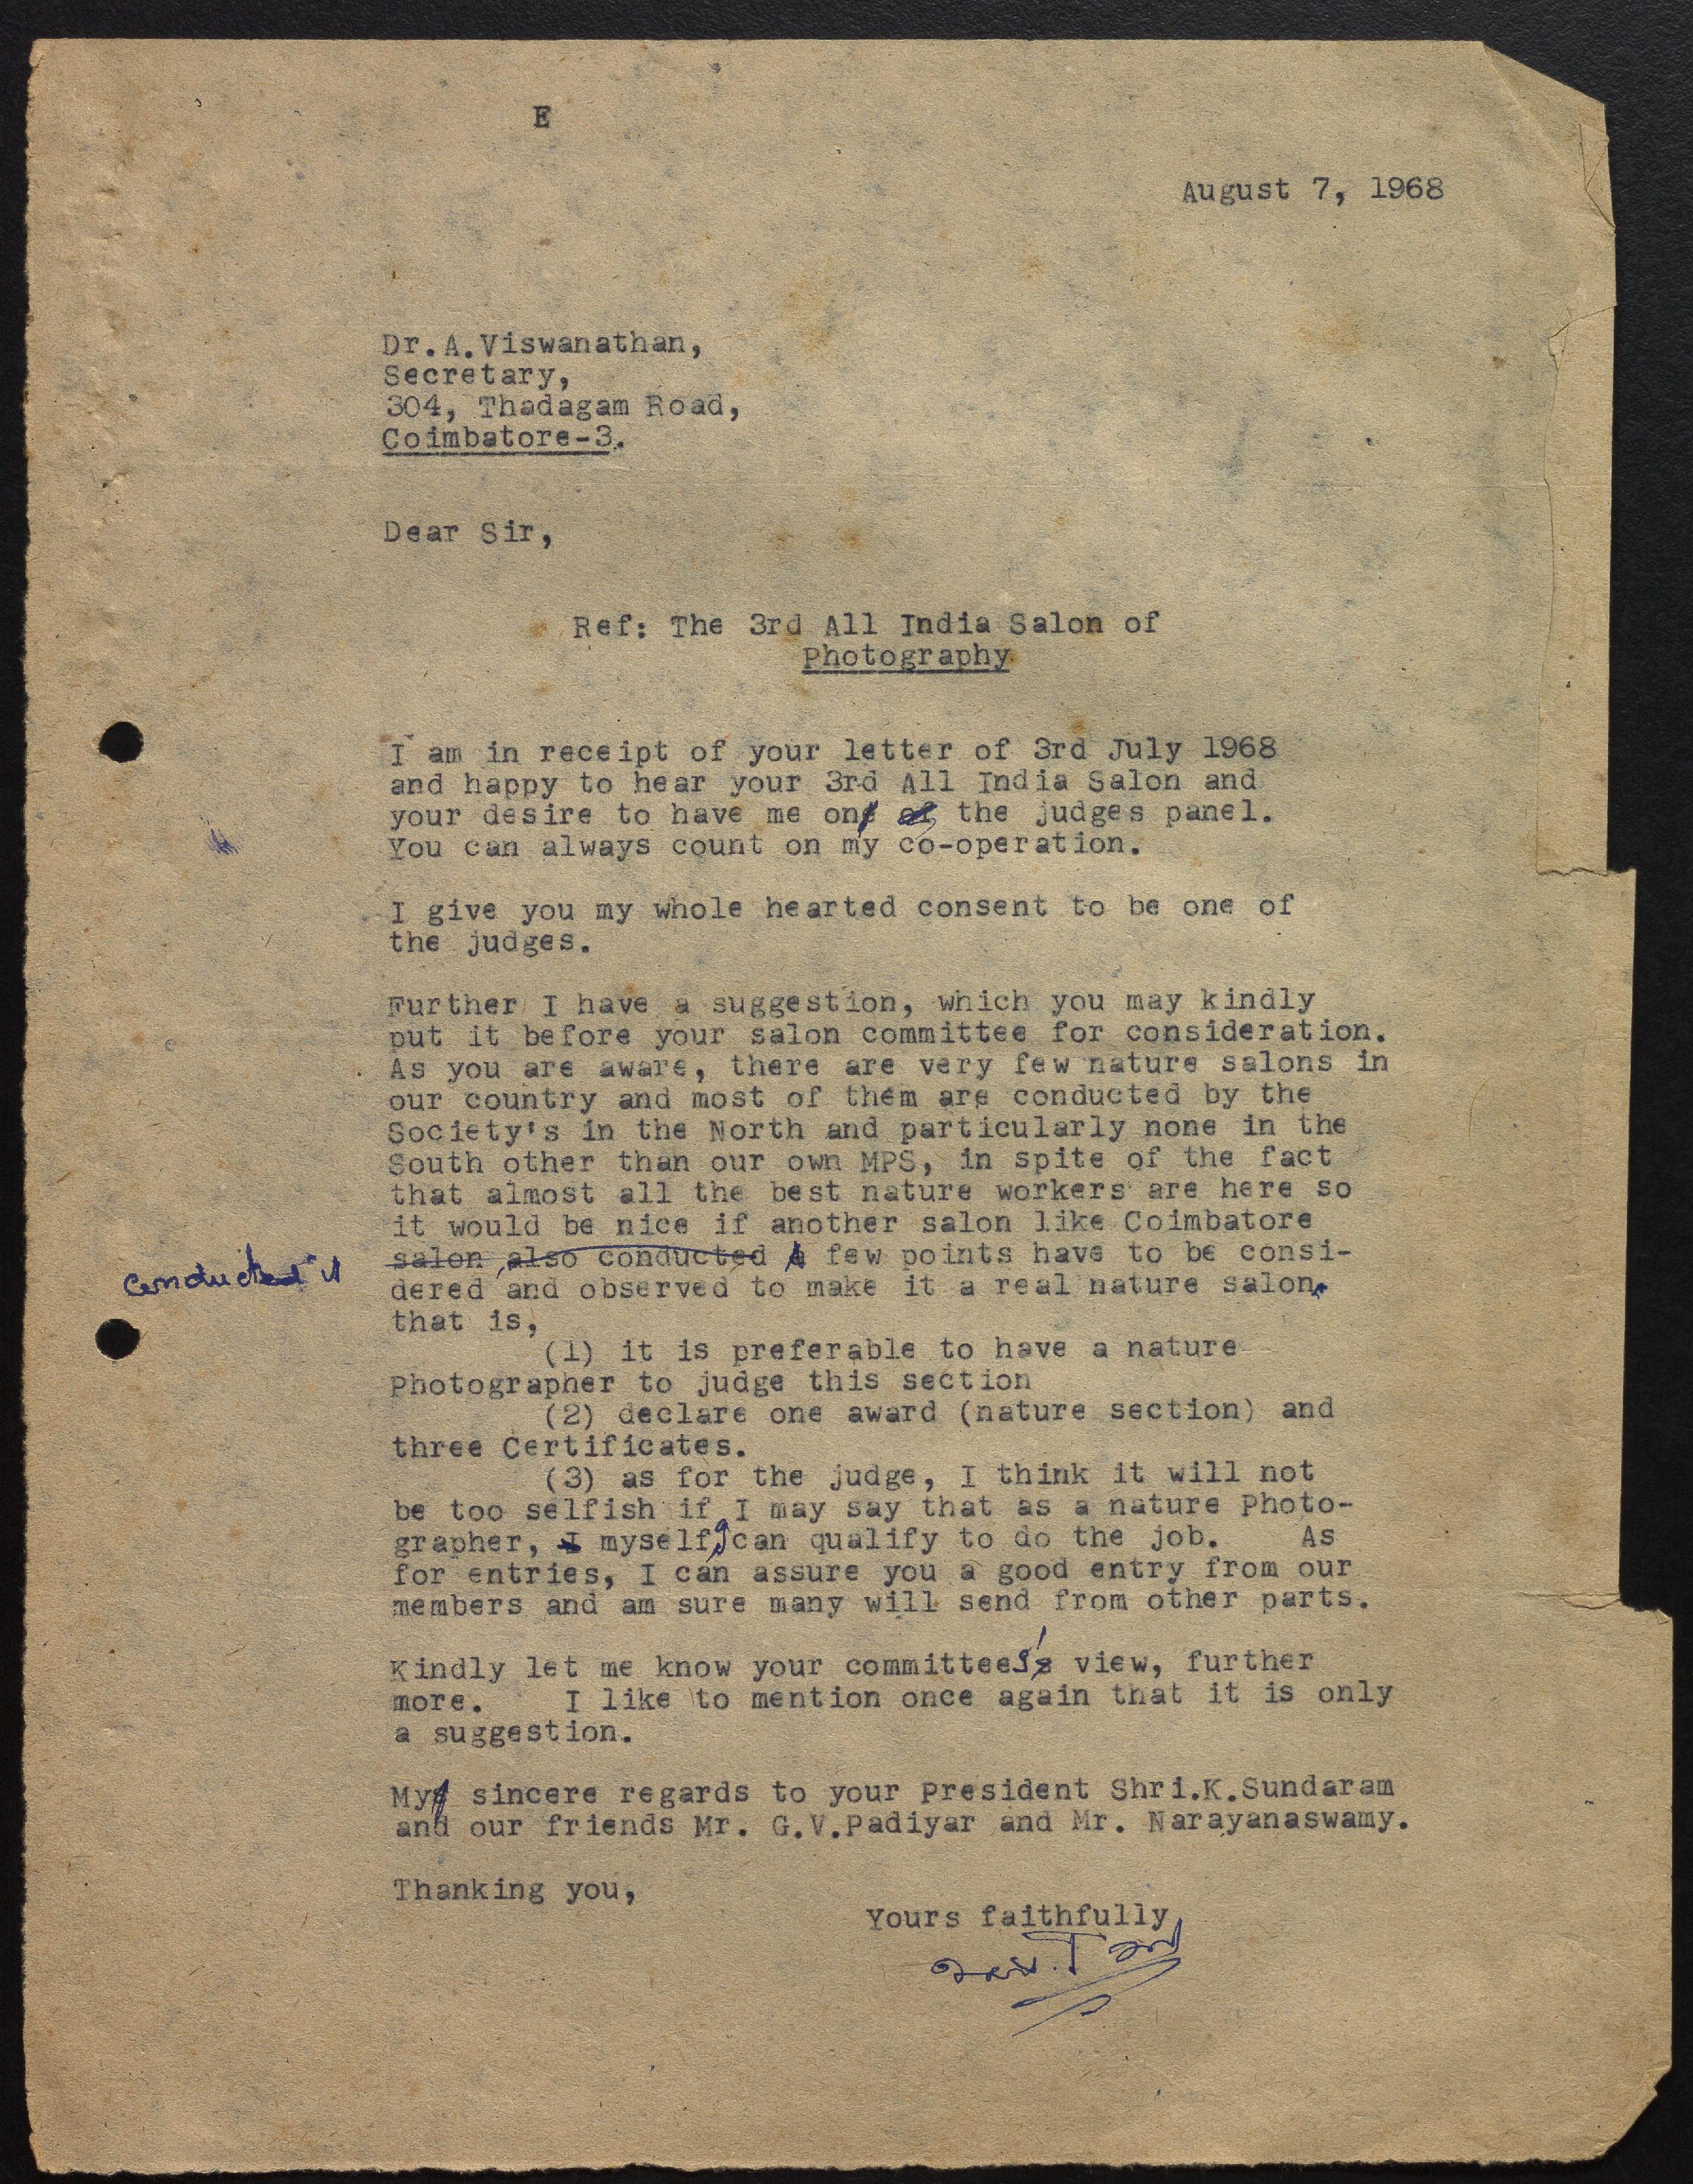 E
August 7, 1968
Dr.A.Viswanathan,
Secretary,
304, Thadagam Road,
Coimbatore-3.
Dear Sir,
Ref: The 3rd All India Salon of
Photography
I am in receipt of your letter of 3rd July 1968
and happy to hear your 3rd All India Salon and
your desire to have me on the judges panel.
You can always count on my co-operation.
I give you my whole hearted consent to be one of
the judges.
Further I have a suggestion, which you may kindly
put it before your salon committee for consideration.
As you are aware, there are very few nature salons in
our country and most of them are conducted by the
Society's in the North and particularly none in the
South other than our own MPS, in spite of the fact
that almost all the best nature workers are here so
it would be nice if another salon like Coimbatore
conducted it salon also conducted A few points have to be consi-
dered and observed to make it a real nature salon,
that is,
(1) it is preferable to have a nature
Photographer to judge this section
(2) declare one award (nature section) and
three Certificates.
(3) as for the judge, I think it will not
be too selfish if I may say that as a nature Photo-
grapher, myself, I can qualify to do the job. As
for entries, I can assure you a good entry from our
members and am sure many will send from other parts.
Kindly let me know your committees' view, further
more. I like to mention once again that it is only
a suggestion.
My sincere regards to your President Shri.K.Sundaram
and our friends Mr. G.V.Padiyar and Mr. Narayanaswamy.
Thanking you,
Yours faithfully